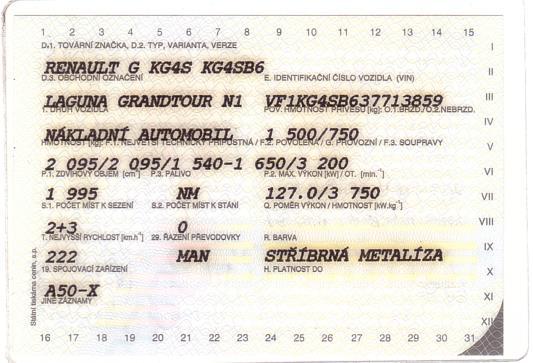 1 2 3 4 5 6 7 8 9 10 11 12 13 14 15
D.1. TOVÁRNÍ ZNAČKA, D.2. TYP, VARIANTA, VERZE
I
RENAULT G KG4S KG4SB6
II
D.3. OBCHODNÍ OZNAČENÍ E. IDENTIFIKAČNÍ ČÍSLO VOZIDLA (VIN)
LAGUNA GRANDTOUR N1 VF1KG4SB637713859
III
1. DRUH VOZIDLA POV. HMOTNOST PŘÍVĚSU [kg]: O.1.BRZD./O.2.NEBRZD.
IV
NÁKLADNÍ AUTOMOBIL 1 500/750
HMOTNOST [kg]: F.1. NEJVĚTŠÍ TECHNICKY PŘÍPUSTNÁ / F.2. POVOLENÁ / G. PROVOZNÍ / F.3. SOUPRAVY
V
2 095/2 095/1 540-1 650/3 200
VI
P.1. ZDVIHOVÝ OBJEM [cm³] P.3. PALIVO P.2. MAX. VÝKON [kW] / OT. [min.⁻¹]
1 995 NM 127.0/3 750
VII
S.1. POČET MÍST K SEZENÍ S.2. POČET MÍST K STÁNÍ Q. POMĚR VÝKON / HMOTNOST [kW.kg⁻¹]
2+3 0
VIII
T. NEJVYŠŠÍ RYCHLOST [km.h⁻¹] 29. ŘAZENÍ PŘEVODOVKY R. BARVA
IX
222 MAN STŘÍBRNÁ METALÍZA
19. SPOJOVACÍ ZAŘÍZENÍ H. PLATNOST DO
X
A50-X
JINÉ ZÁZNAMY
XI
XII
Státní tiskárna cenin, s.p.
16 17 18 19 20 21 22 23 24 25 26 27 28 29 30 31